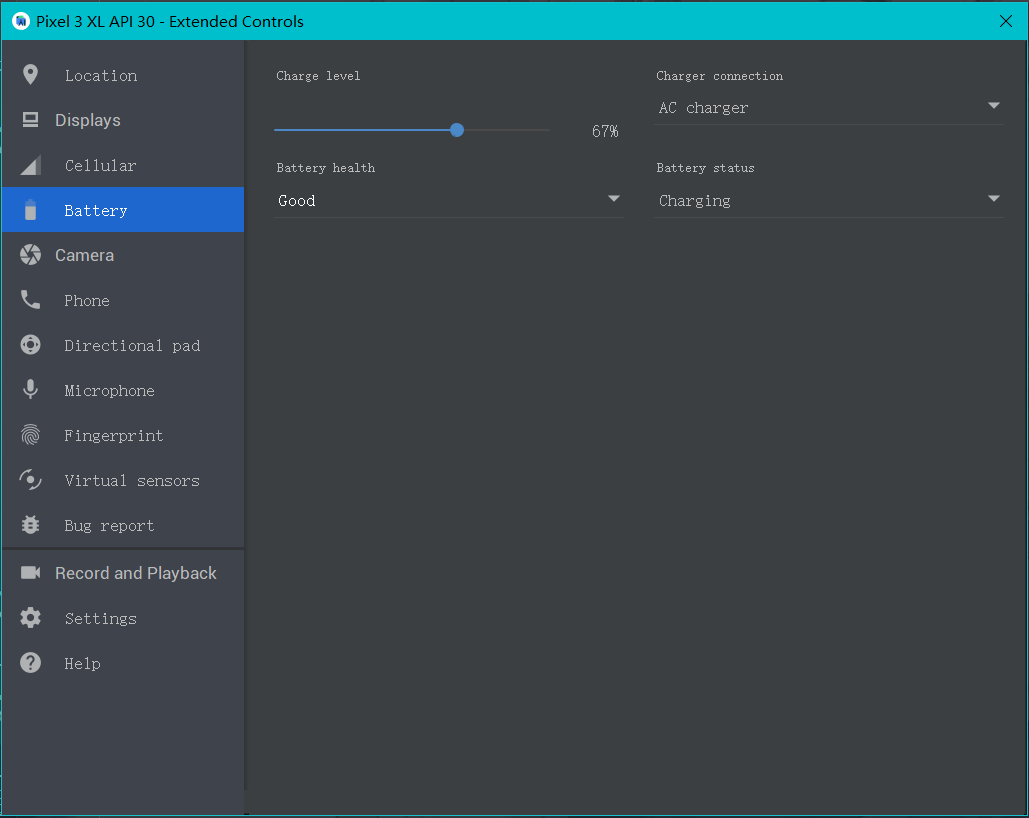 Pixel 3 XL API 30 - Extended Controls
Location
Displays
Cellular
Battery
Camera
Phone
Directional pad
Microphone
Fingerprint
Virtual sensors
Bug report
Record and Playback
Settings
Help
Charge level
67%
Charger connection
AC charger
Battery health
Good
Battery status
Charging